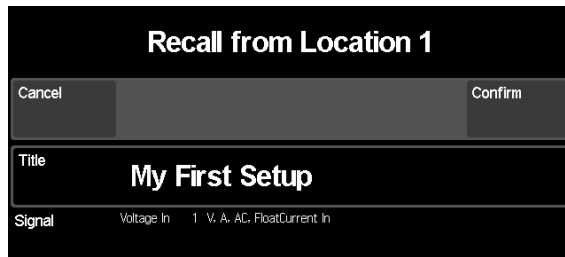 Recall from Location 1
Cancel Confirm
Title My First Setup
Signal Voltage In 1 V, A, AC, FloatCurrent In